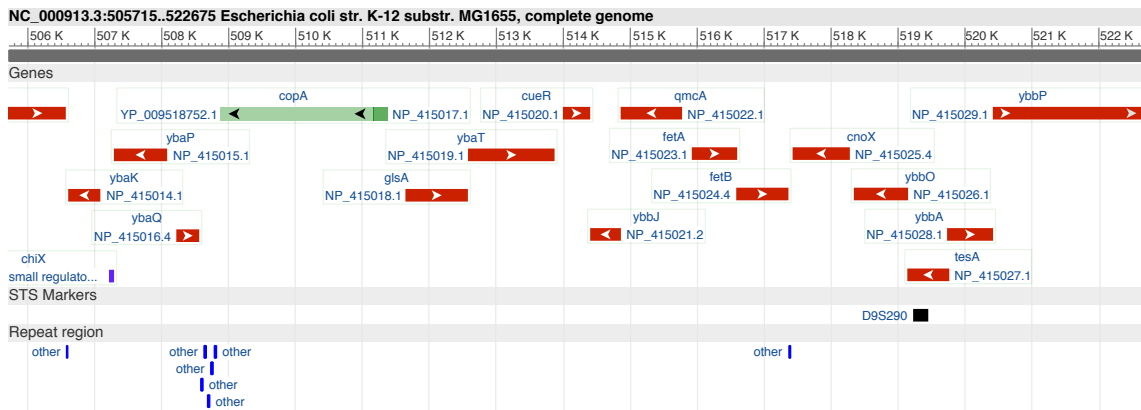 NC_000913.3:505715..522675 Escherichia coli str. K-12 substr. MG1655, complete genome
506 K 507 K 508 K 509 K 510 K 511 K 512 K 513 K 514 K 515 K 516 K 517 K 518 K 519 K 520 K 521 K 522 K
Genes
copA cueR qmcA ybbP
YP_009518752.1 NP_415017.1 NP_415020.1 NP_415022.1 NP_415029.1
ybaP ybaT fetA cnoX
NP_415015.1 NP_415019.1 NP_415023.1 NP_415025.4
ybaK glsA fetB ybbO
NP_415014.1 NP_415018.1 NP_415024.4 NP_415026.1
ybaQ ybbJ ybbA
NP_415016.4 NP_415021.2 NP_415028.1
chiX tesA
small regulato... NP_415027.1
STS Markers
D9S290
Repeat region
other other other other
other
other
other